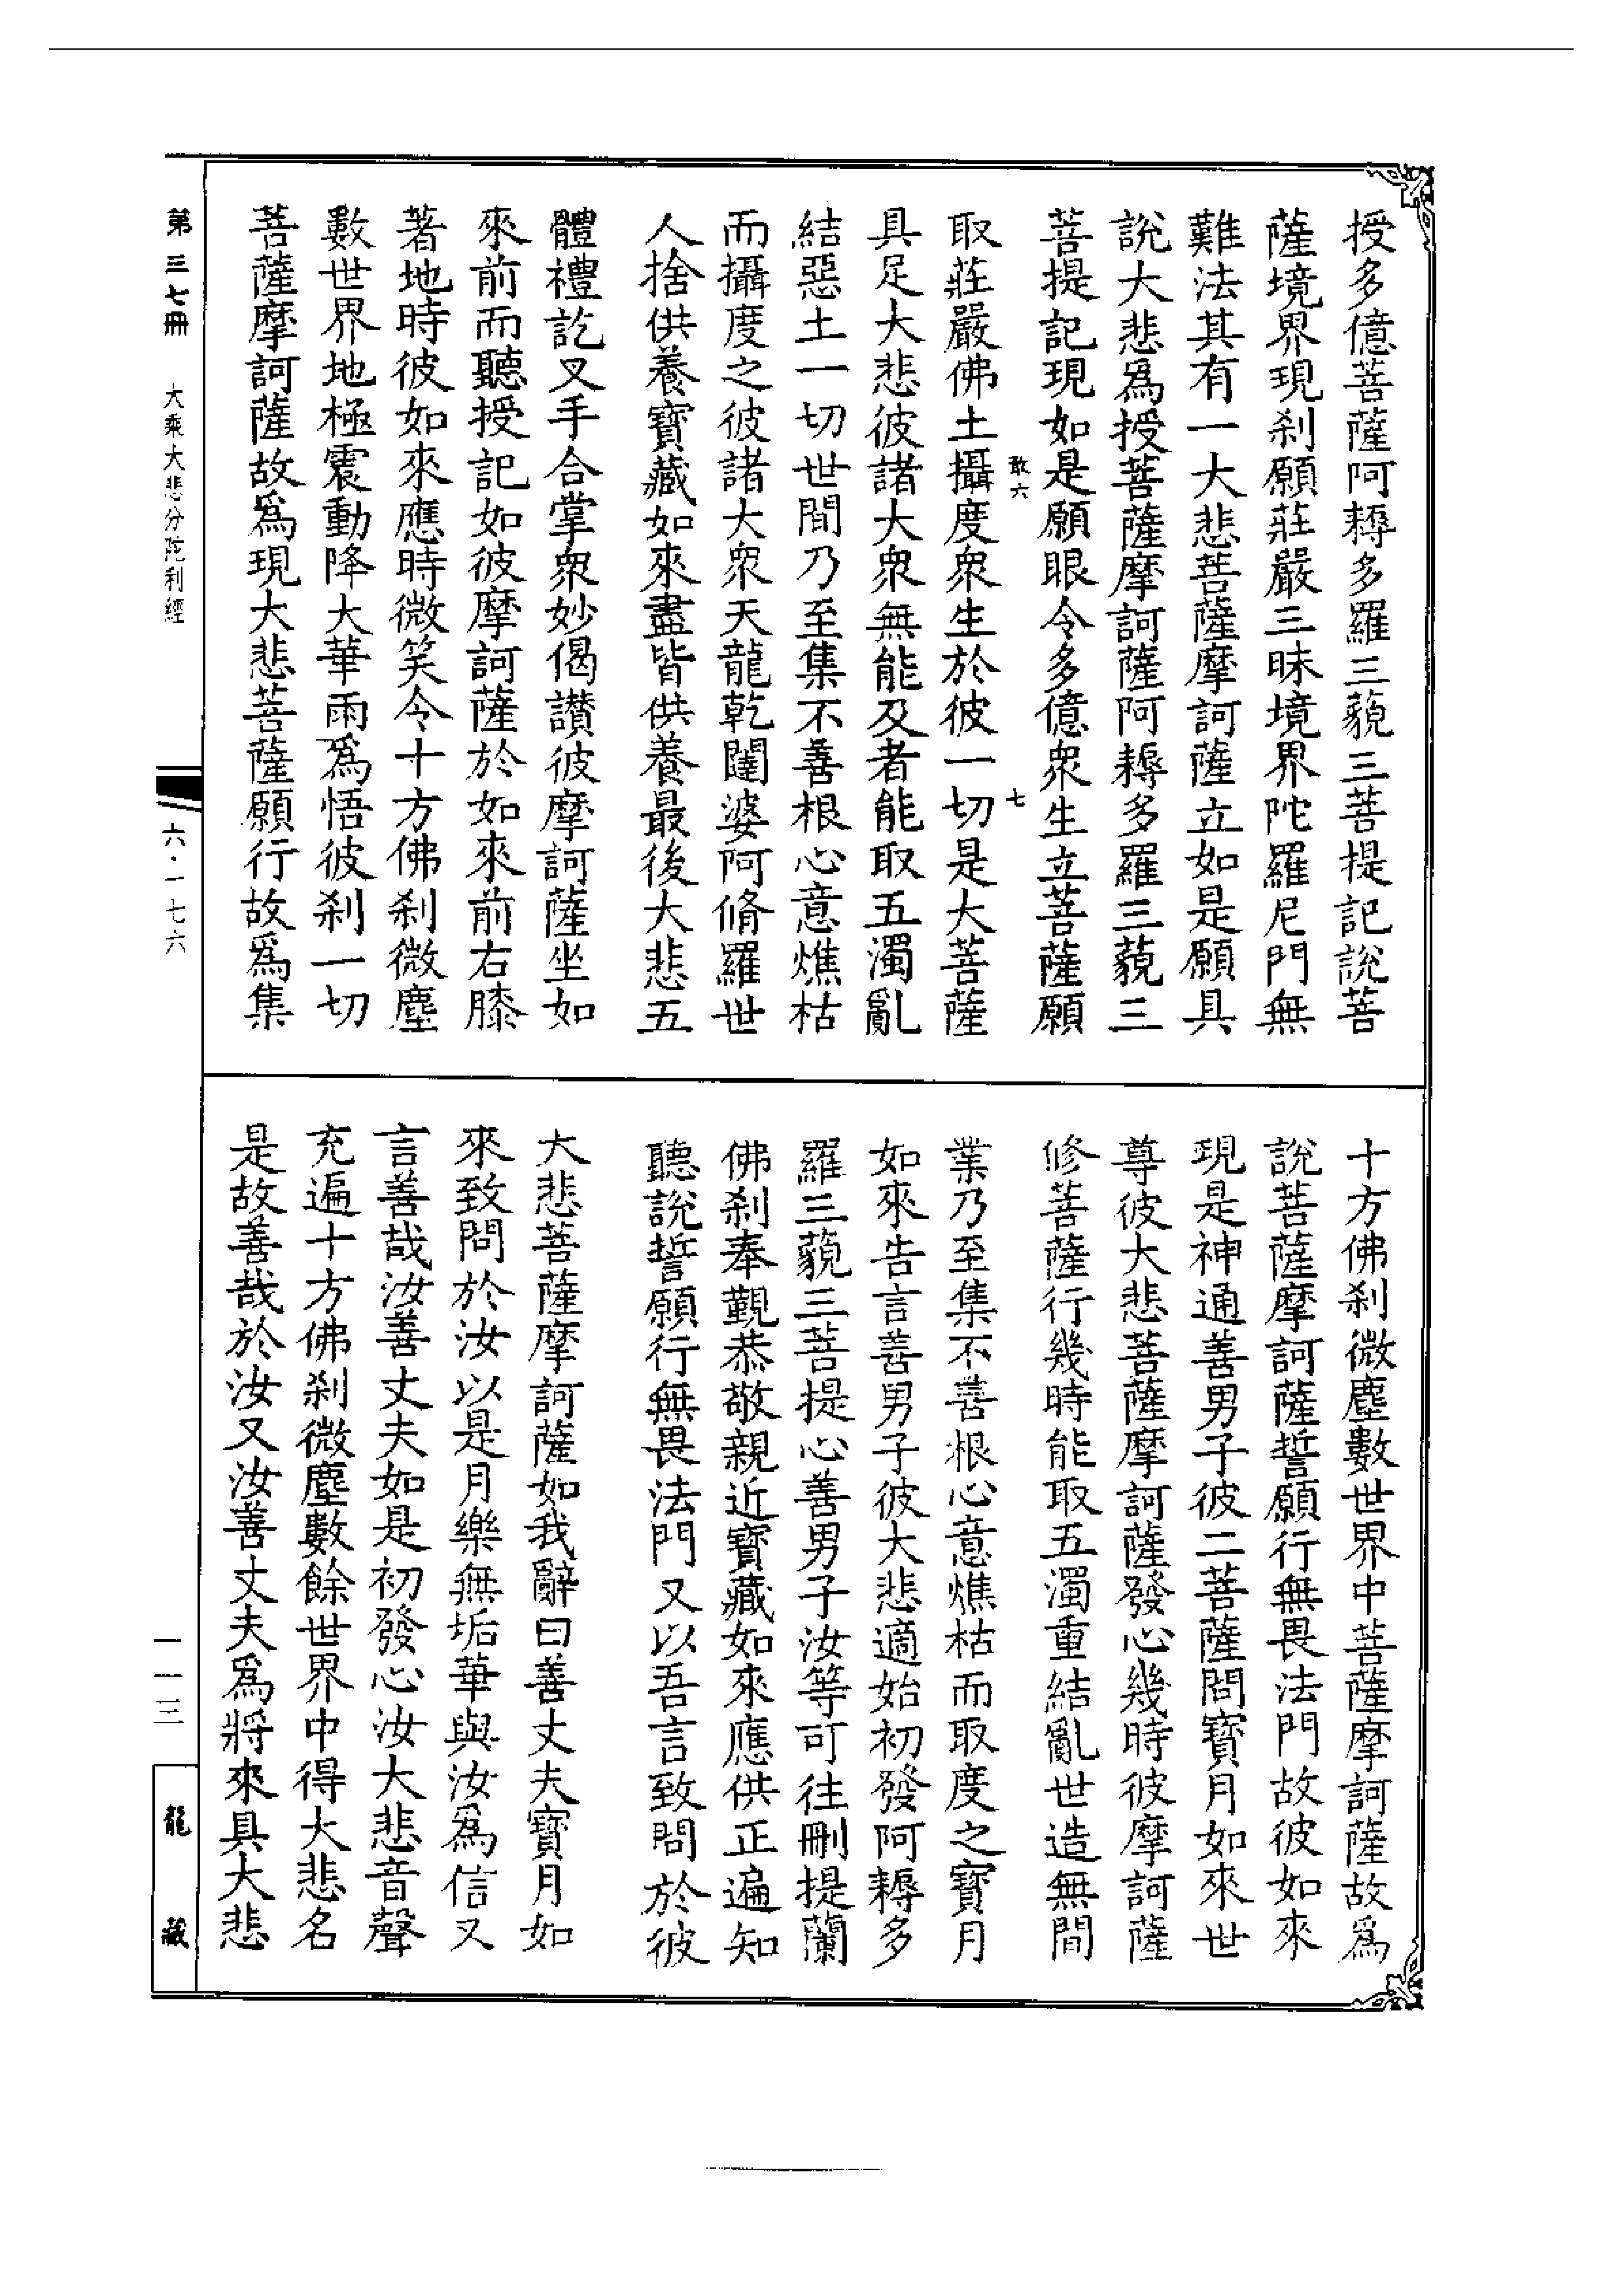 授多億菩薩阿耨多羅三藐三菩提記說菩
薩境界現刹願莊嚴三昧境界陀羅尼門無
難法其有一大悲菩薩摩訶薩立如是願具
說大悲爲授菩薩摩訶薩阿耨多羅三藐三
菩提記現如是願眼令多億衆生立菩薩願
敢六 七
取莊嚴佛土攝度衆生於彼一切是大菩薩
具足大悲彼諸大衆無能及者能取五濁亂
結惡土一切世間乃至集不善根心意燋枯
而攝度之彼諸大衆天龍乾闥婆阿脩羅世
人捨供養寶藏如來盡皆供養最後大悲五
體禮訖叉手合掌衆妙偈讃彼摩訶薩坐如
來前而聽授記如彼摩訶薩於如來前右膝
著地時彼如來應時微笑令十方佛刹微塵
數世界地極震動降大華雨爲悟彼刹一切
菩薩摩訶薩故爲現大悲菩薩願行故爲集
十方佛刹微塵數世界中菩薩摩訶薩故爲
說菩薩摩訶薩誓願行無畏法門故彼如來
現是神通善男子彼二菩薩問寶月如來世
尊彼大悲菩薩摩訶薩發心幾時彼摩訶薩
修菩薩行幾時能取五濁重結亂世造無間
業乃至集不善根心意燋枯而取度之寶月
如來告言善男子彼大悲適始初發阿耨多
羅三藐三菩提心善男子汝等可往刪提蘭
佛刹奉觀恭敬親近寶藏如來應供正遍知
聽說誓願行無畏法門又以吾言致問於彼
大悲菩薩摩訶薩如我辭曰善丈夫寶月如
來致問於汝以是月樂無垢華與汝爲信又
言善哉汝善丈夫如是初發心汝大悲音聲
充遍十方佛刹微塵數餘世界中得大悲名
是故善哉於汝又汝善丈夫爲將來具大悲
第三七冊 大乘大悲分陀利經 六·一七六
一一三 龍藏